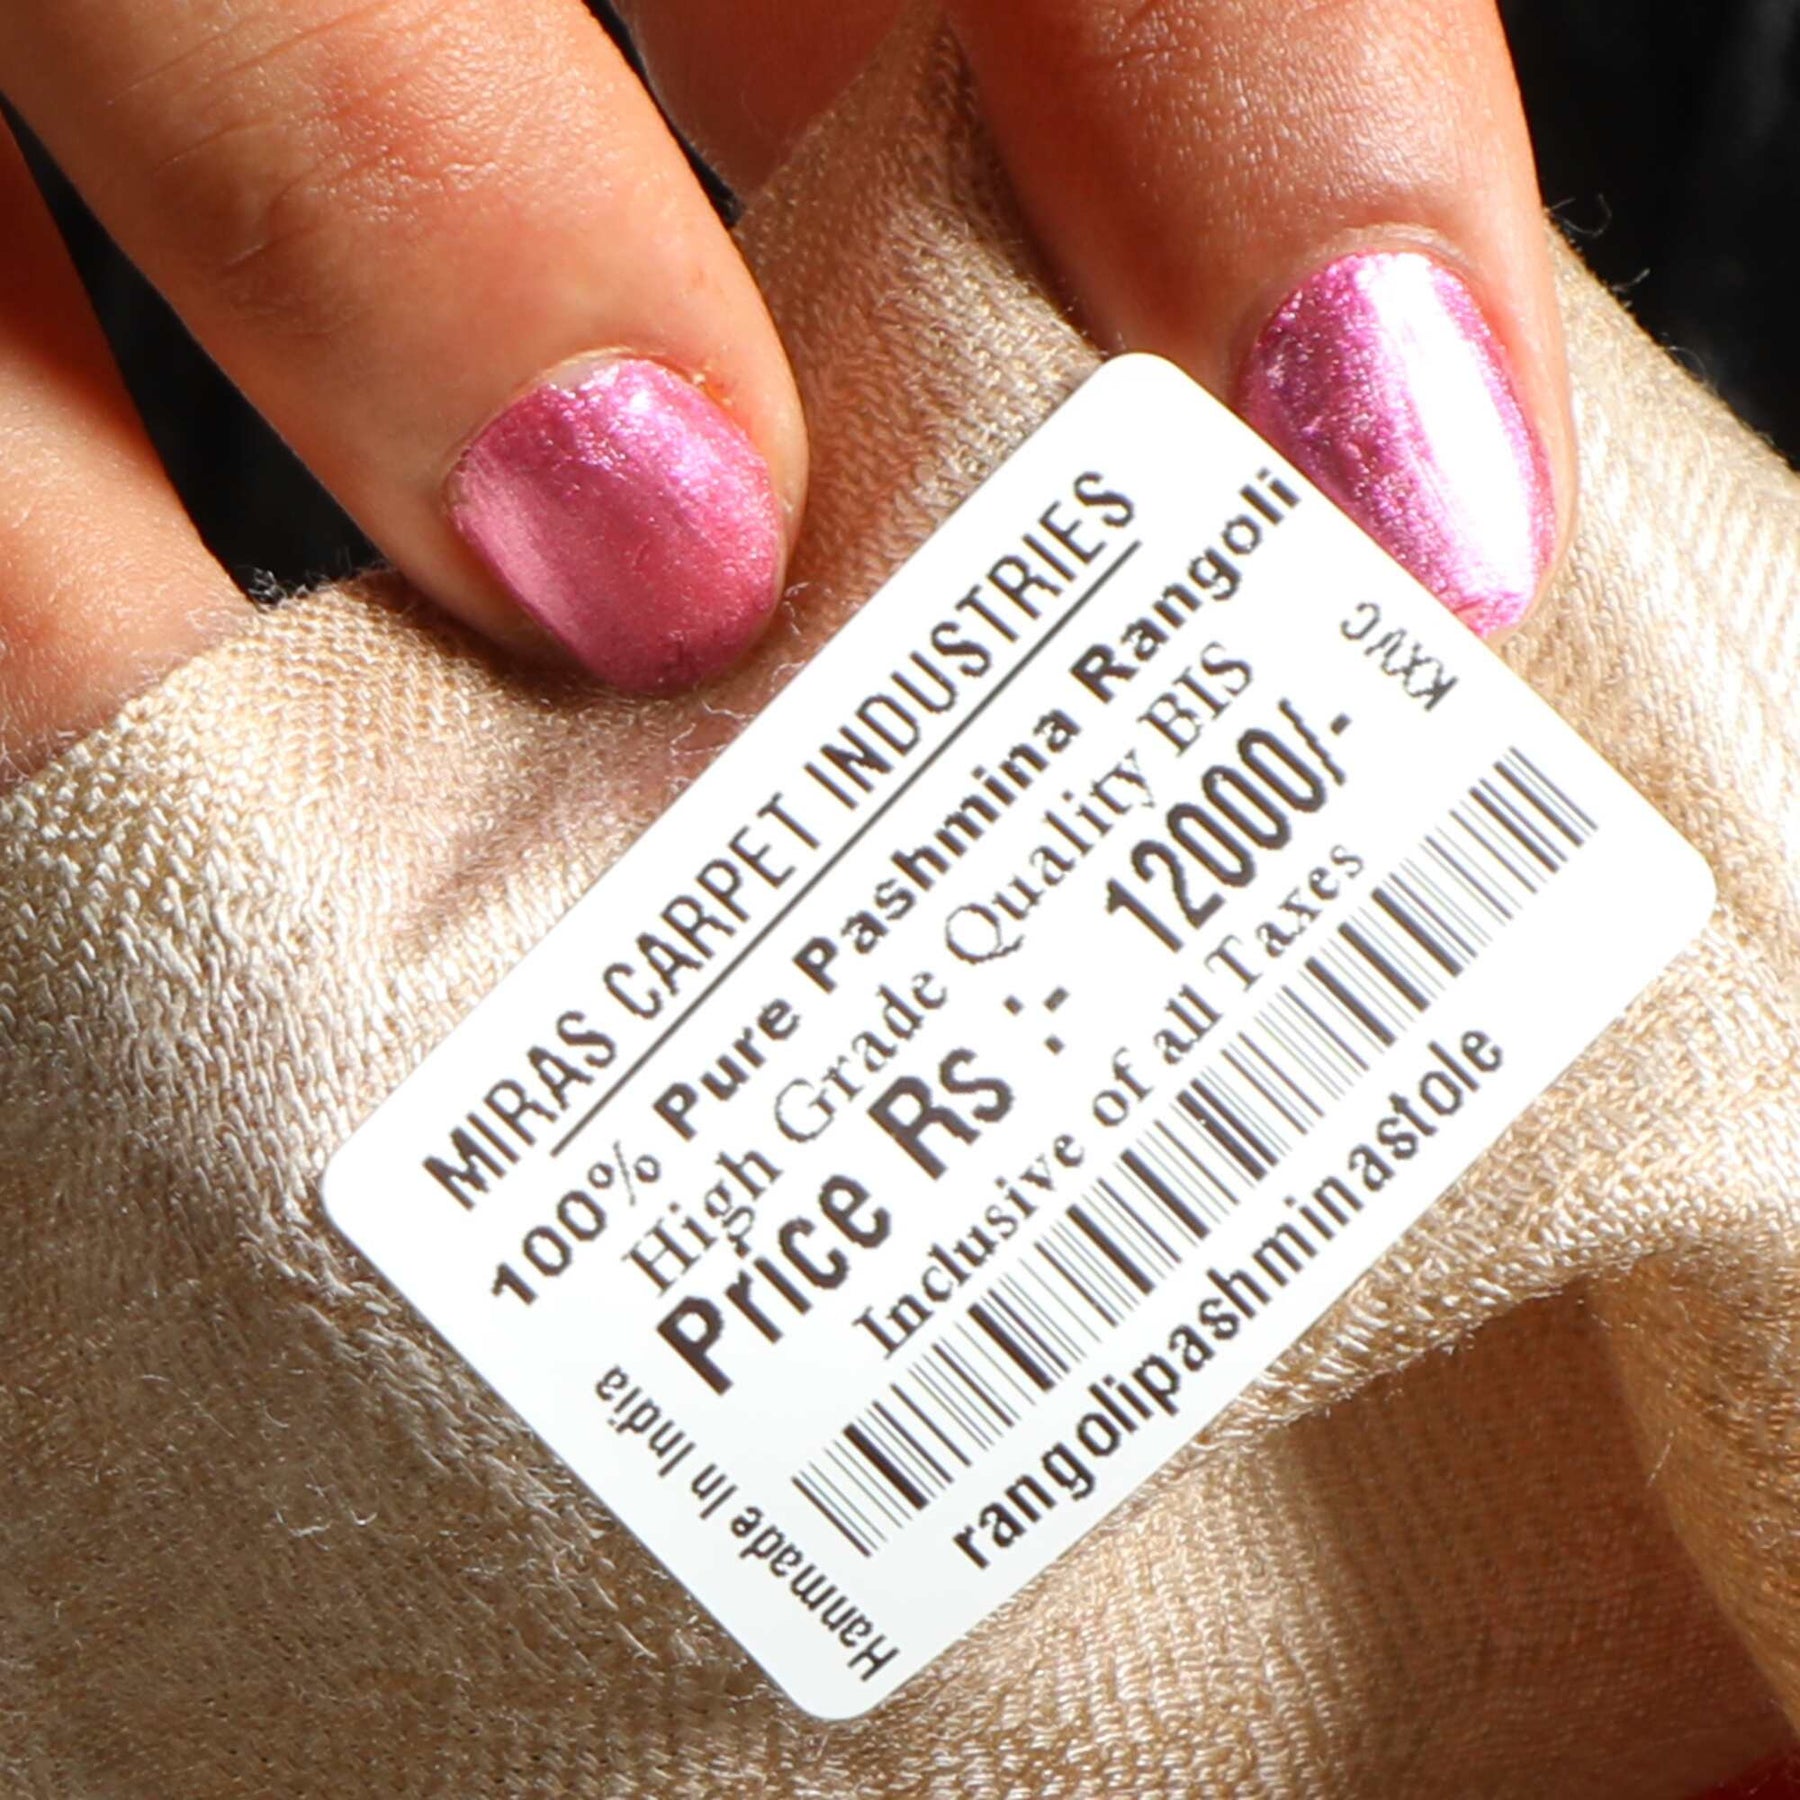 MIRAS CARPET INDUSTRIES
100% Pure Pashmina Rangoli
High Grade Quality BIS
Price Rs :- 12000/-
Inclusive of all Taxes
rangolipashminastole
Hanmade In India
KXVC